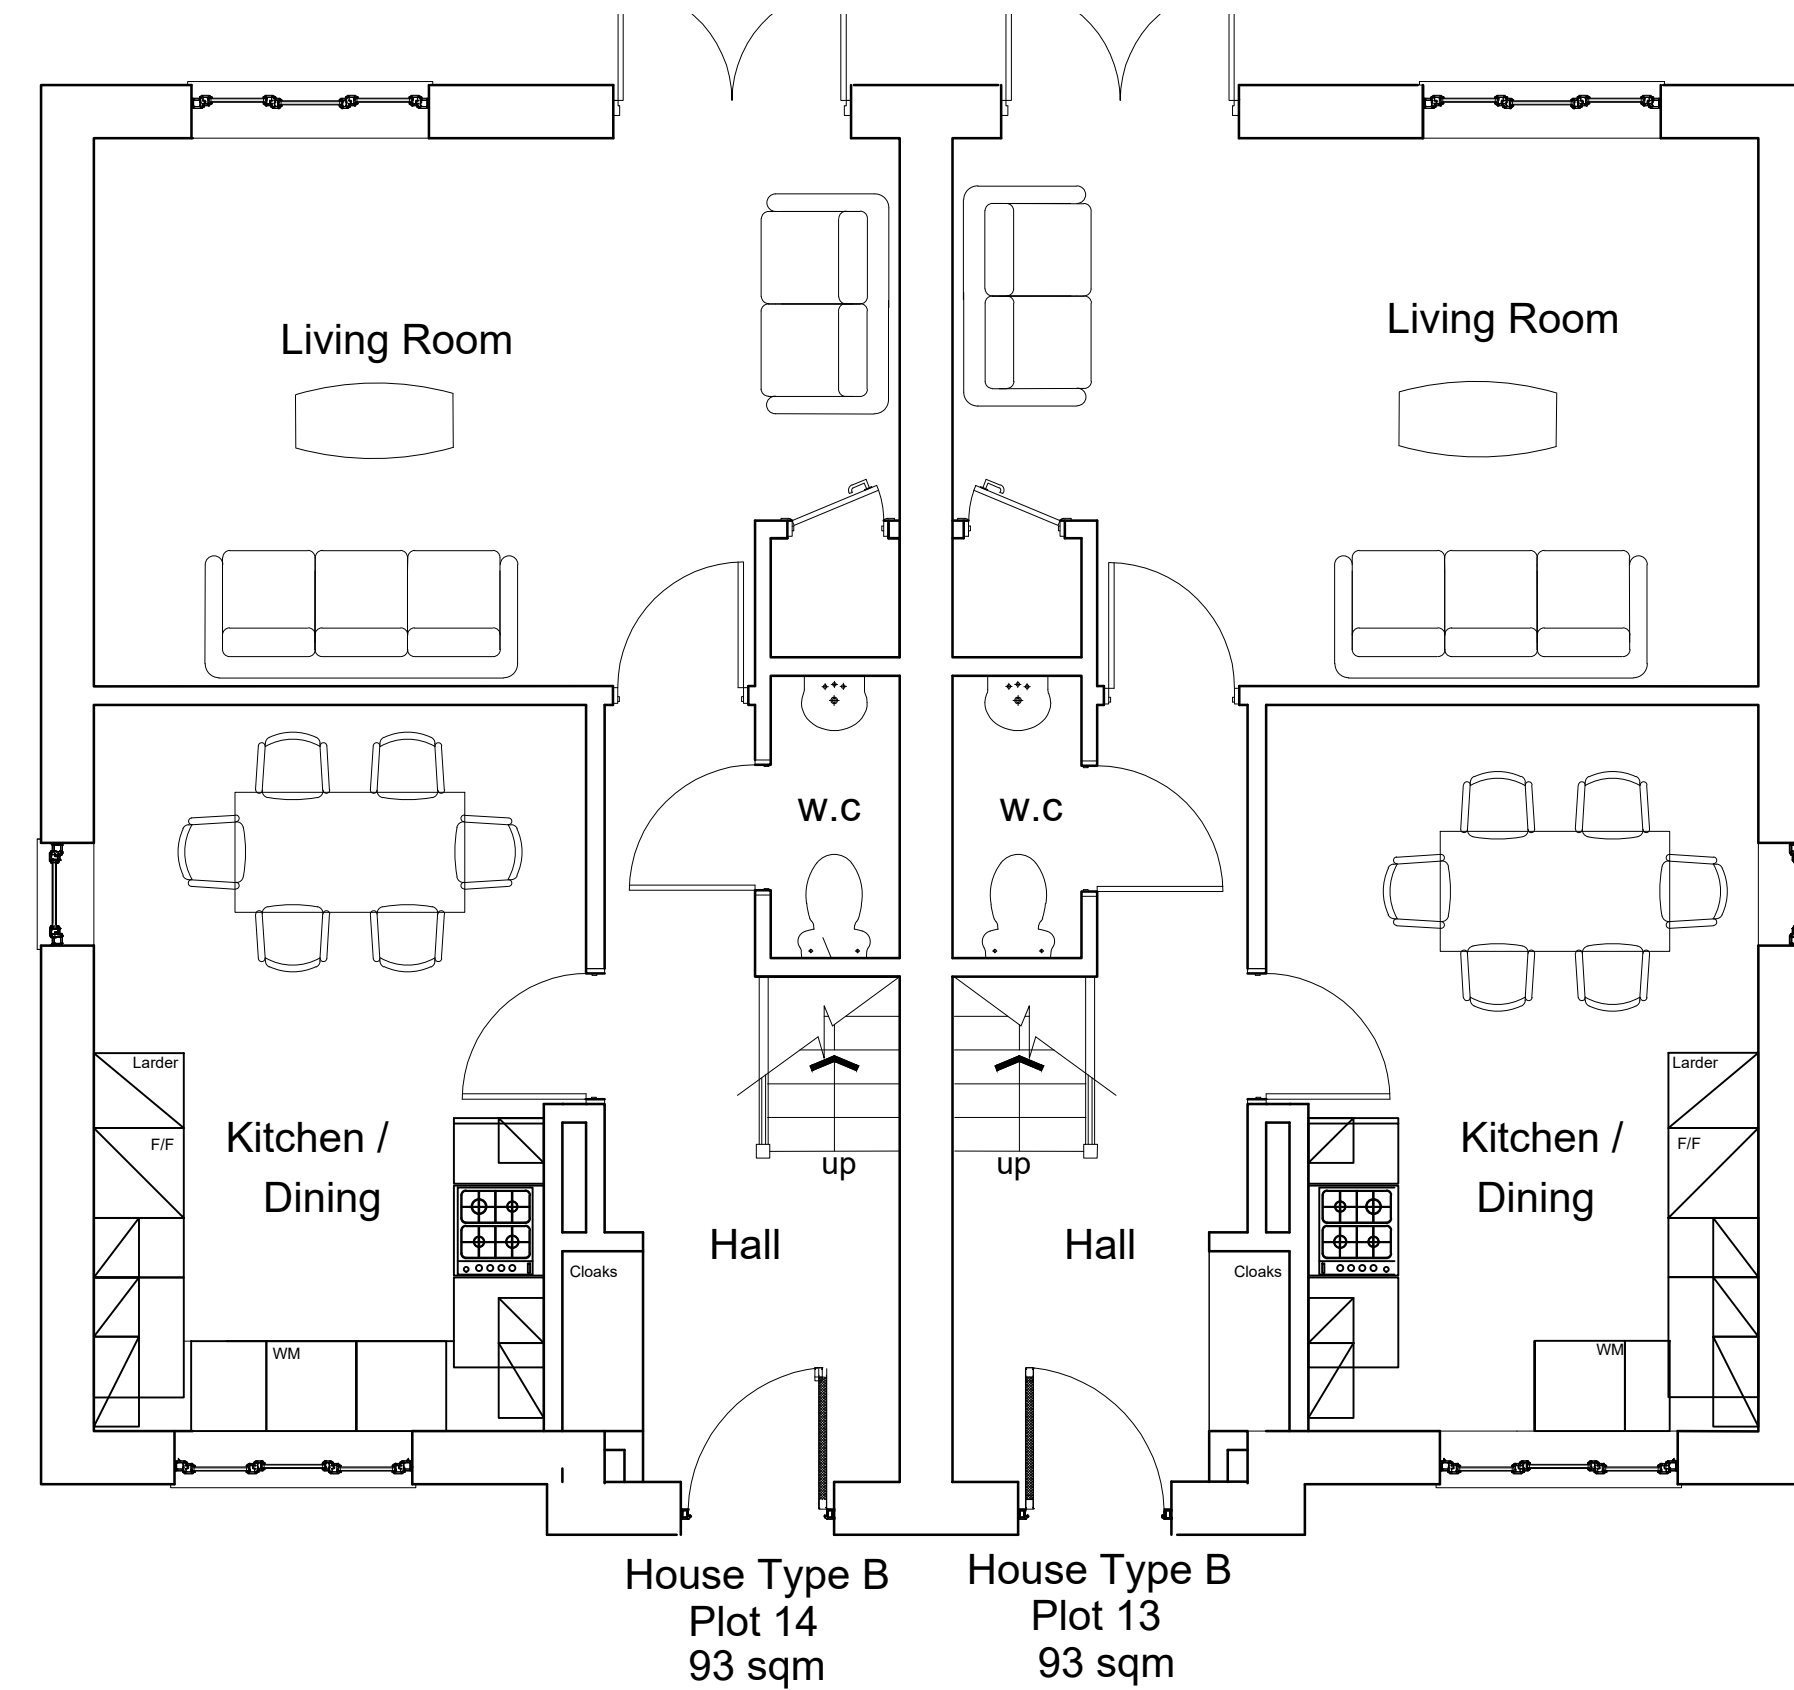 Living Room
Living Room
w.c
w.c
Larder
Larder
Kitchen /
Dining
F/F
F/F
Kitchen /
Dining
up
up
Hall
Hall
Cloaks
Cloaks
WM
WM
House Type B
Plot 14
93 sqm
House Type B
Plot 13
93 sqm